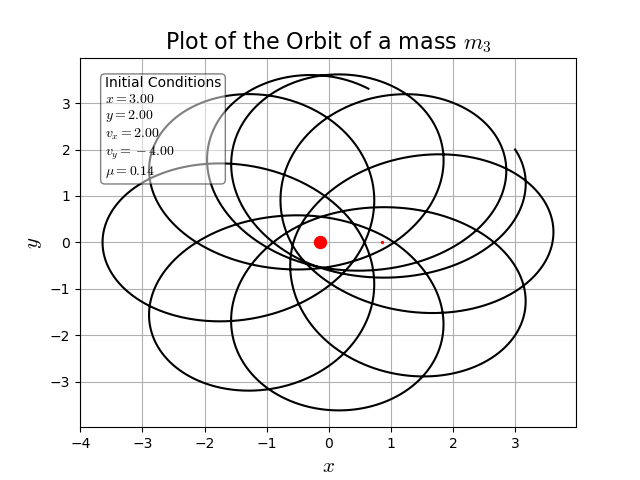 Plot of the Orbit of a mass m₃
Initial Conditions
x = 3.00
y = 2.00
vₓ = 2.00
v_y = −4.00
μ = 0.14
3
2
1
0
−1
−2
−3
y
−4 −3 −2 −1 0 1 2 3
x